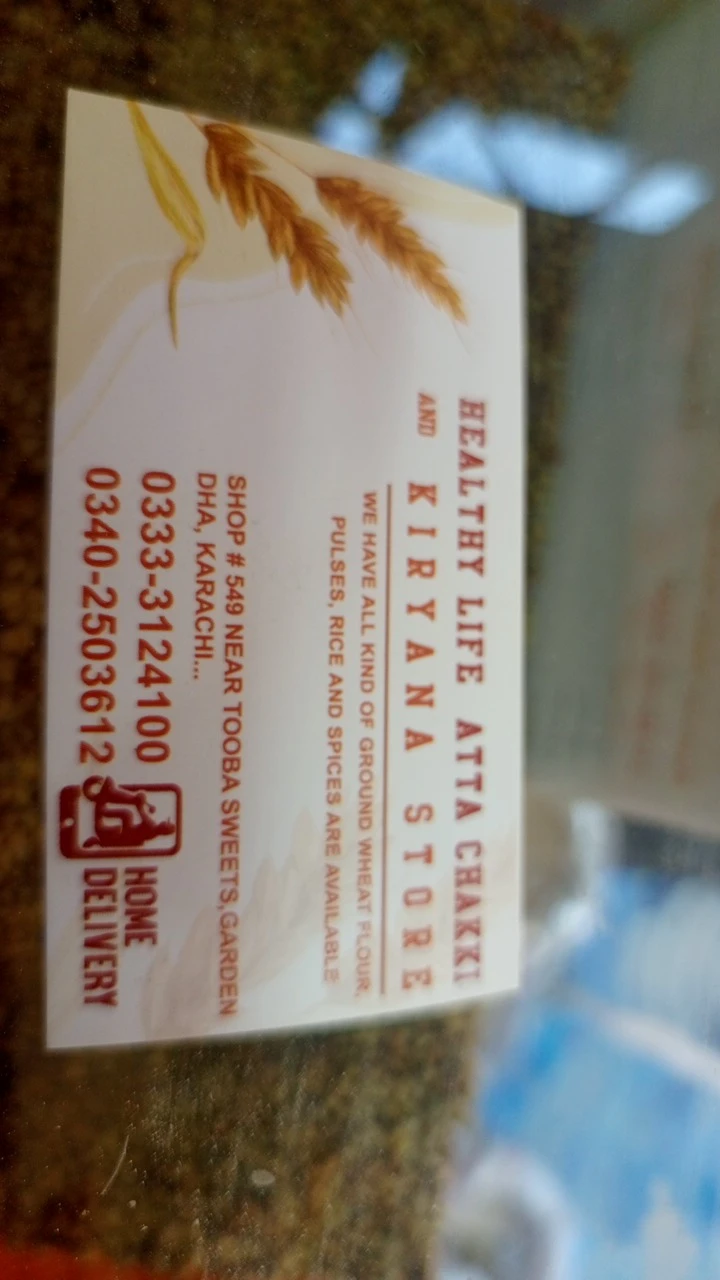 HEALTHY LIFE ATTA CHAKKI
AND KIRYANA STORE
WE HAVE ALL KIND OF GROUND WHEAT FLOUR,
PULSES, RICE AND SPICES ARE AVAILABLE
SHOP # 549 NEAR TOOBA SWEETS,GARDEN
DHA, KARACHI...
0333-3124100
0340-2503612
HOME
DELIVERY